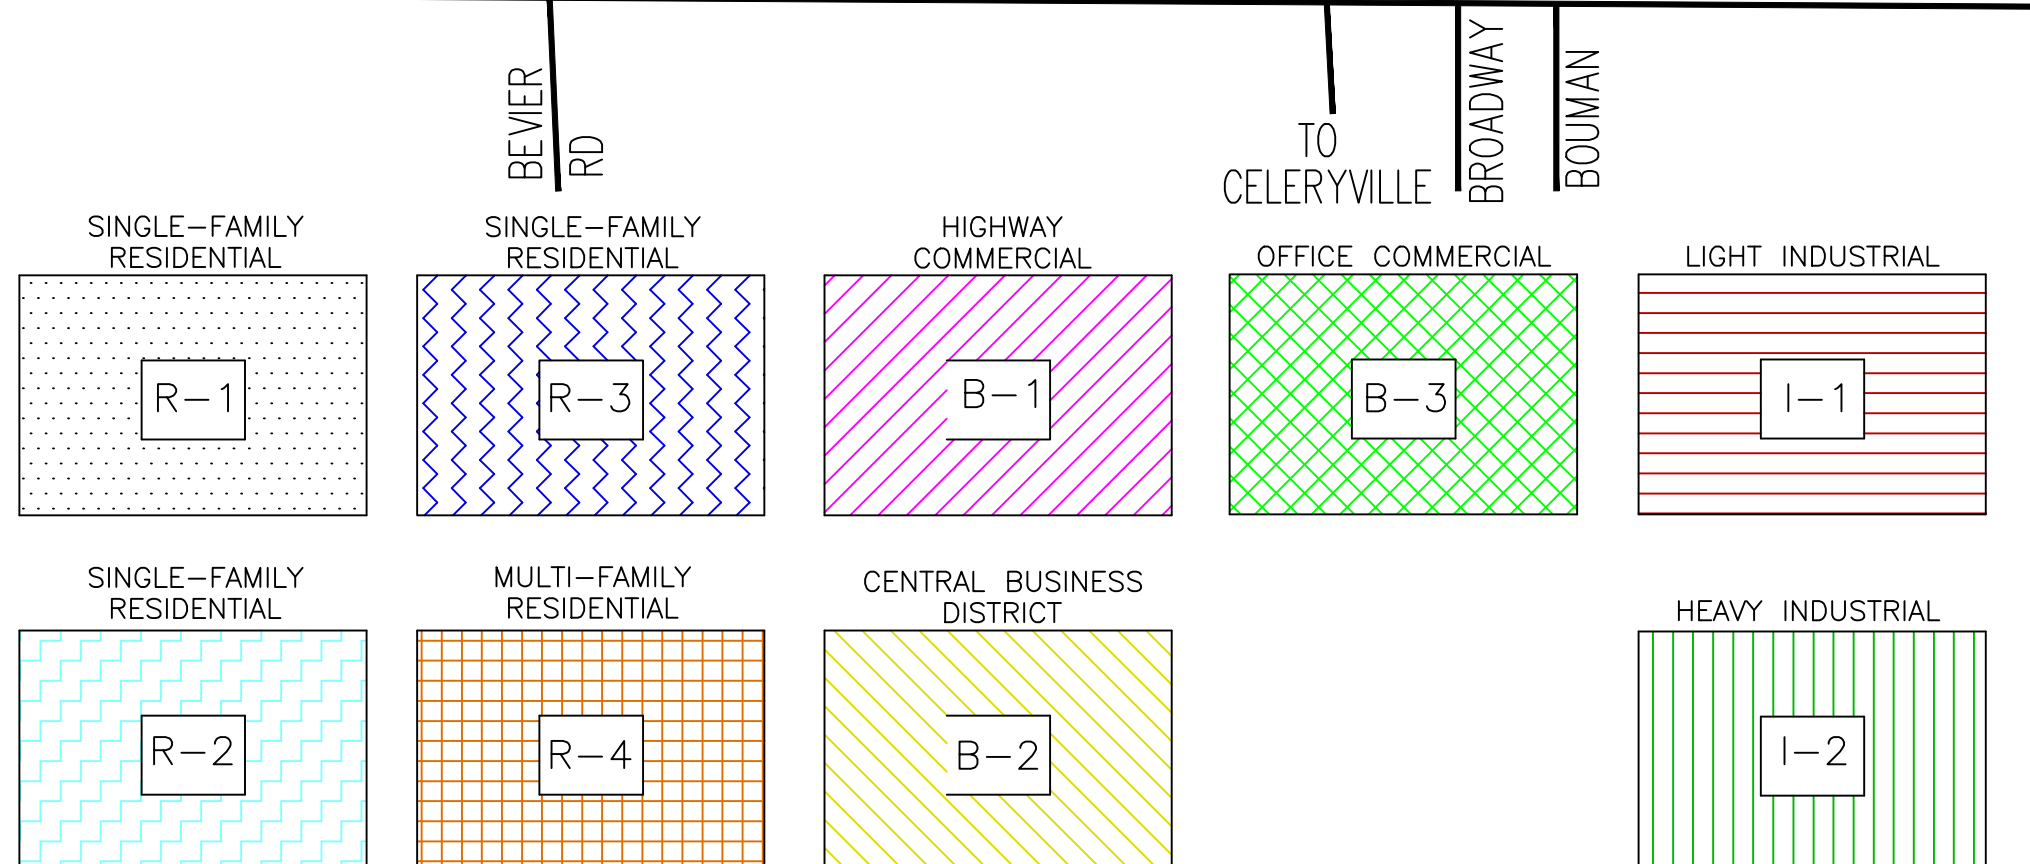 BEVIER
RD
TO
CELERYVILLE
BROADWAY
BOUMAN
SINGLE-FAMILY
RESIDENTIAL
R-1
SINGLE-FAMILY
RESIDENTIAL
R-3
HIGHWAY
COMMERCIAL
B-1
OFFICE COMMERCIAL
B-3
LIGHT INDUSTRIAL
I-1
SINGLE-FAMILY
RESIDENTIAL
R-2
MULTI-FAMILY
RESIDENTIAL
R-4
CENTRAL BUSINESS
DISTRICT
B-2
HEAVY INDUSTRIAL
I-2